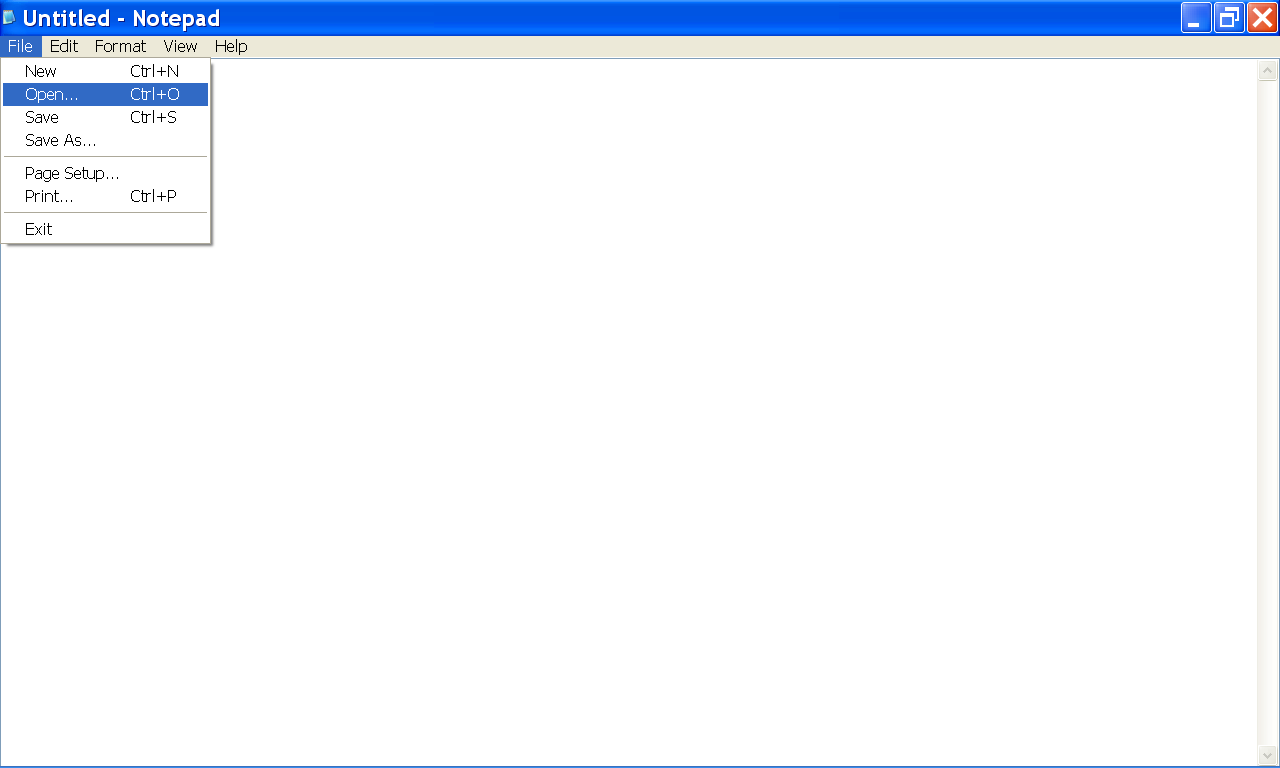 Untitled - Notepad
File Edit Format View Help
New Ctrl+N
Open... Ctrl+O
Save Ctrl+S
Save As...
Page Setup...
Print... Ctrl+P
Exit